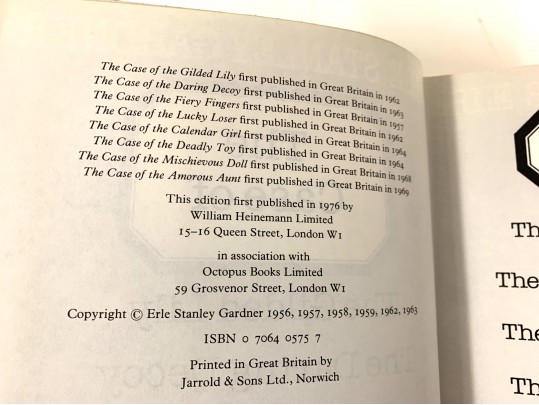 The Case of the Gilded Lily first published in Great Britain in 1962
The Case of the Daring Decoy first published in Great Britain in 1963
The Case of the Fiery Fingers first published in Great Britain in 1957
The Case of the Lucky Loser first published in Great Britain in 1962
The Case of the Calendar Girl first published in Great Britain in 1964
The Case of the Deadly Toy first published in Great Britain in 1964
The Case of the Mischievous Doll first published in Great Britain in 1968
The Case of the Amorous Aunt first published in Great Britain in 1969
This edition first published in 1976 by
William Heinemann Limited
15–16 Queen Street, London W1
in association with
Octopus Books Limited
59 Grosvenor Street, London W1
Copyright © Erle Stanley Gardner 1956, 1957, 1958, 1959, 1962, 1963
ISBN 0 7064 0575 7
Printed in Great Britain by
Jarrold & Sons Ltd., Norwich
Th
The
The
Th